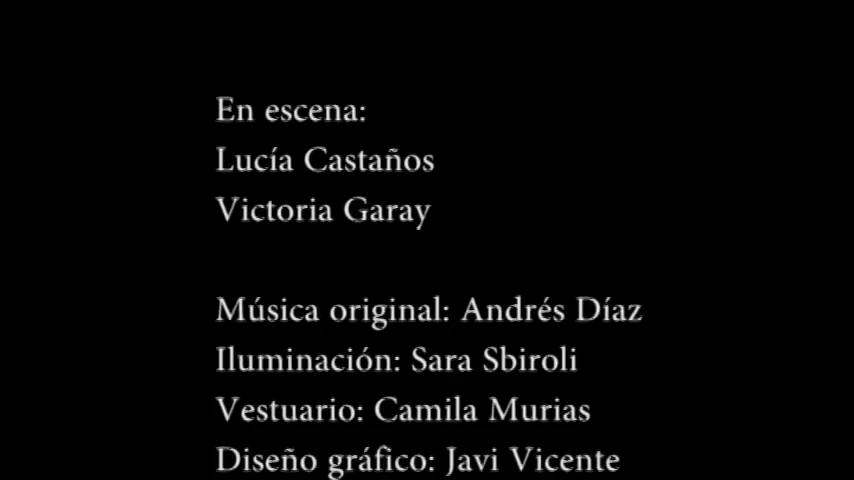 En escena:
Lucía Castaños
Victoria Garay
Música original: Andrés Díaz
Iluminación: Sara Sbiroli
Vestuario: Camila Murias
Diseño gráfico: Javi Vicente